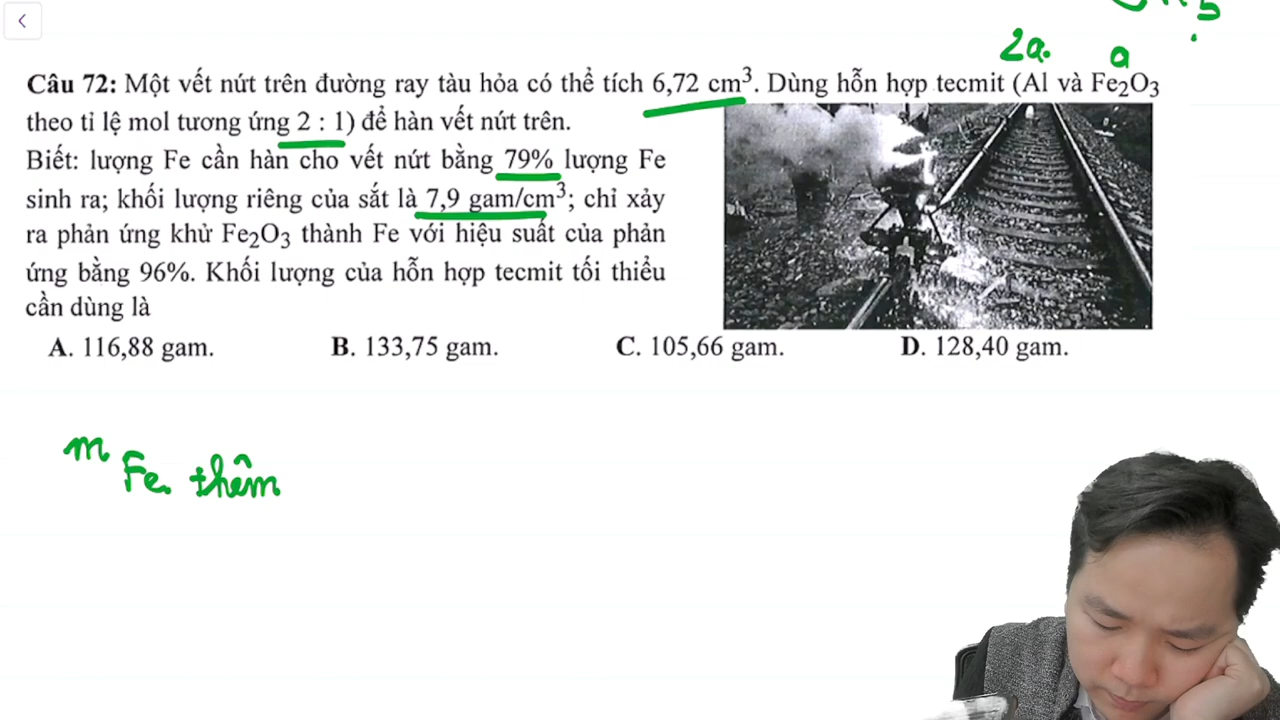 2a. a
Câu 72: Một vết nứt trên đường ray tàu hỏa có thể tích 6,72 cm³. Dùng hỗn hợp tecmit (Al và Fe₂O₃
theo tỉ lệ mol tương ứng 2 : 1) để hàn vết nứt trên.
Biết: lượng Fe cần hàn cho vết nứt bằng 79% lượng Fe
sinh ra; khối lượng riêng của sắt là 7,9 gam/cm³; chỉ xảy
ra phản ứng khử Fe₂O₃ thành Fe với hiệu suất của phản
ứng bằng 96%. Khối lượng của hỗn hợp tecmit tối thiểu
cần dùng là
A. 116,88 gam. B. 133,75 gam. C. 105,66 gam. D. 128,40 gam.
m Fe thêm